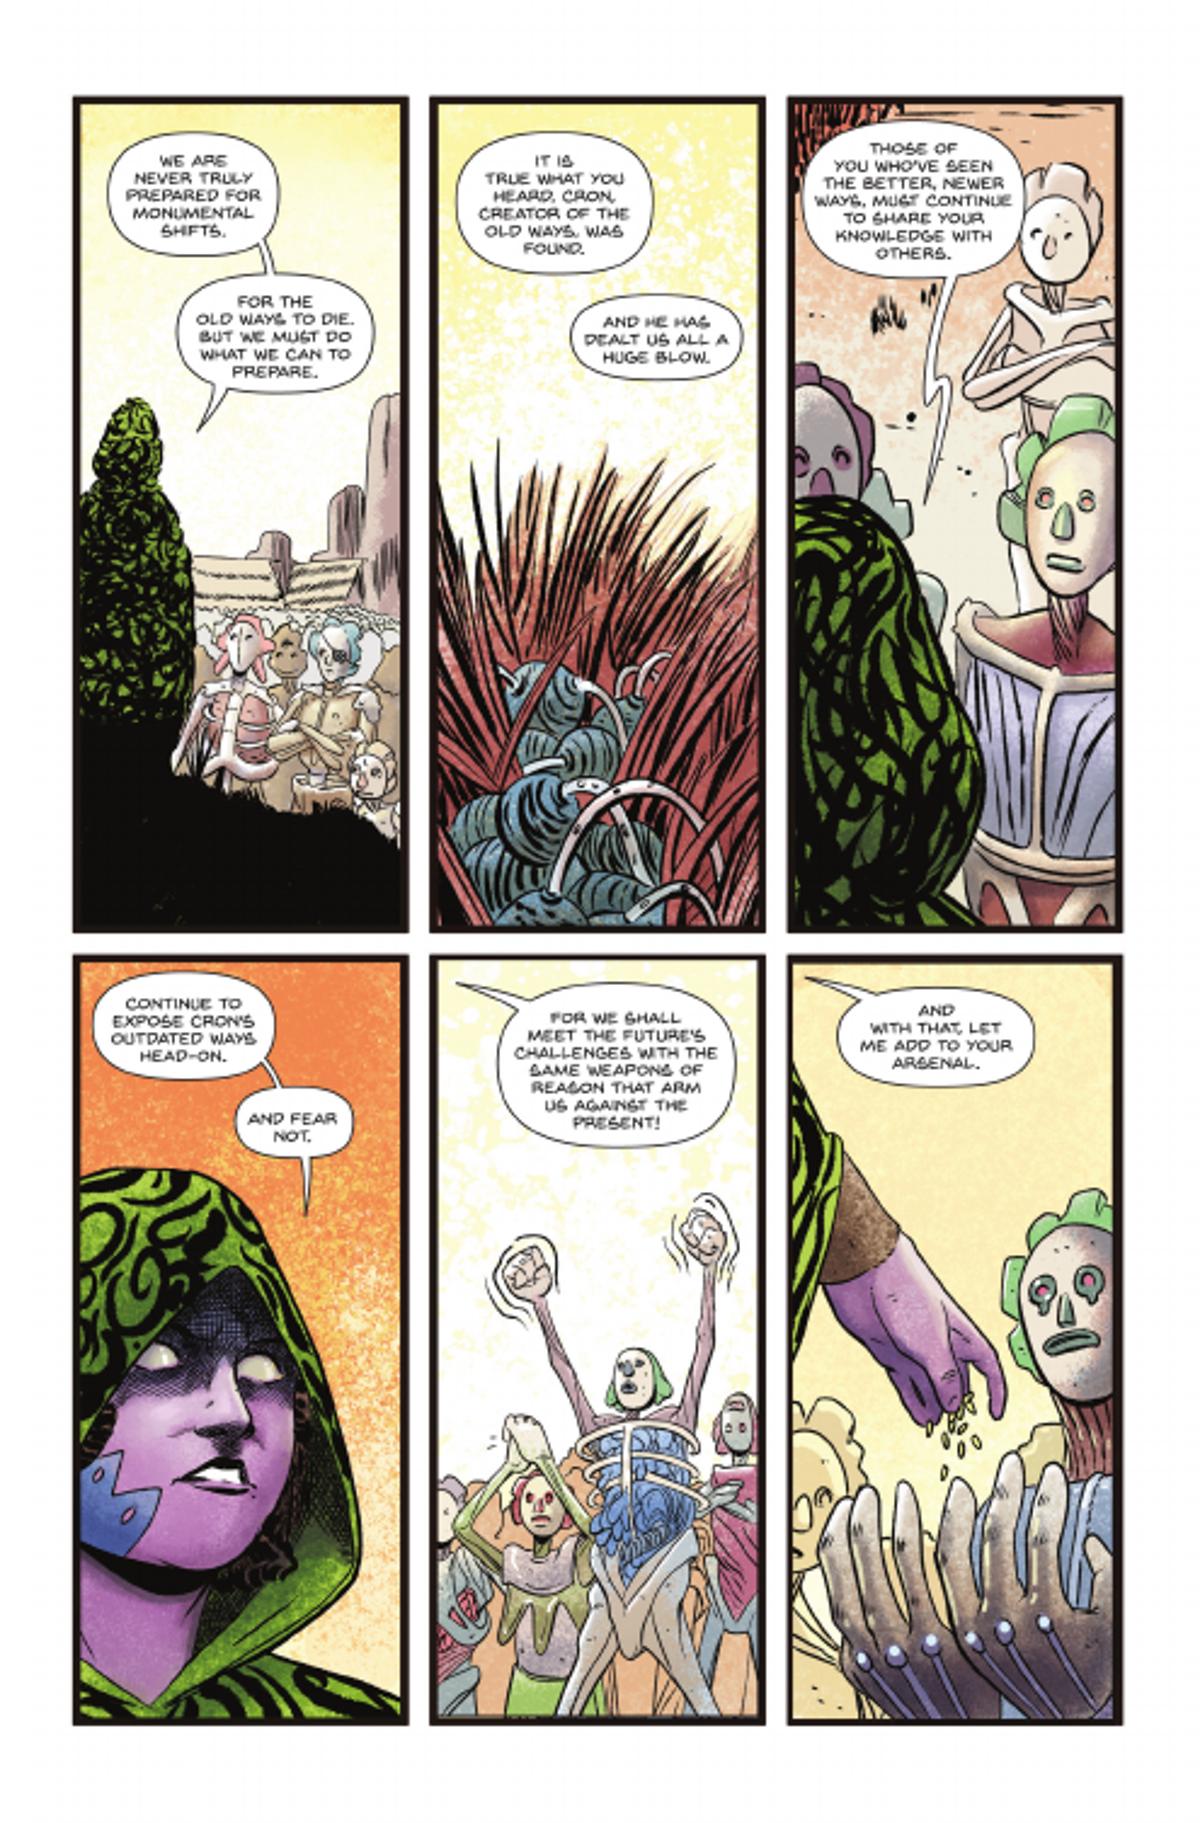 WE ARE
NEVER TRULY
PREPARED FOR
MONUMENTAL
SHIFTS.
FOR THE
OLD WAYS TO DIE.
BUT WE MUST DO
WHAT WE CAN TO
PREPARE.
IT IS
TRUE WHAT YOU
HEARD. CRON,
CREATOR OF THE
OLD WAYS, WAS
FOUND.
AND HE HAS
DEALT US ALL A
HUGE BLOW.
THOSE OF
YOU WHO'VE SEEN
THE BETTER, NEWER
WAYS, MUST CONTINUE
TO SHARE YOUR
KNOWLEDGE WITH
OTHERS.
CONTINUE TO
EXPOSE CRON'S
OUTDATED WAYS
HEAD-ON.
AND FEAR
NOT.
FOR WE SHALL
MEET THE FUTURE'S
CHALLENGES WITH THE
SAME WEAPONS OF
REASON THAT ARM
US AGAINST THE
PRESENT!
AND
WITH THAT, LET
ME ADD TO YOUR
ARSENAL.